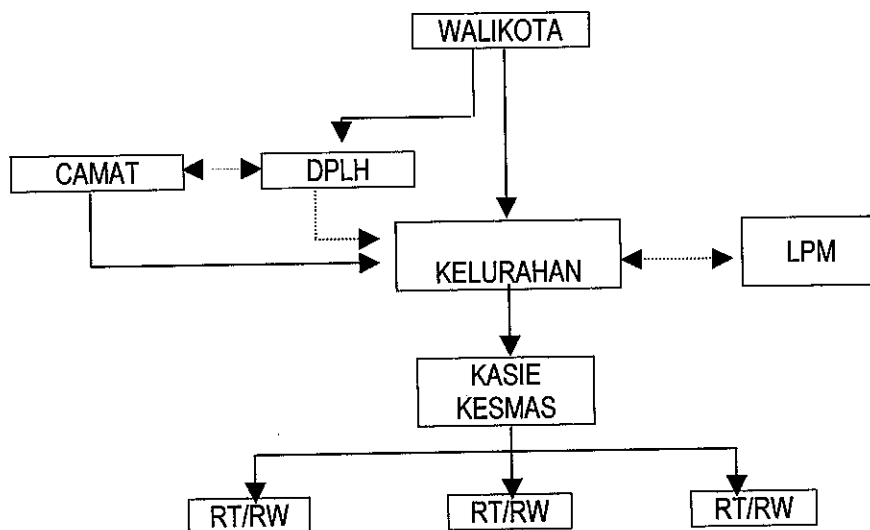 WALIKOTA
CAMAT
DPLH
KELURAHAN
LPM
KASIE
KESMAS
RT/RW
RT/RW
RT/RW